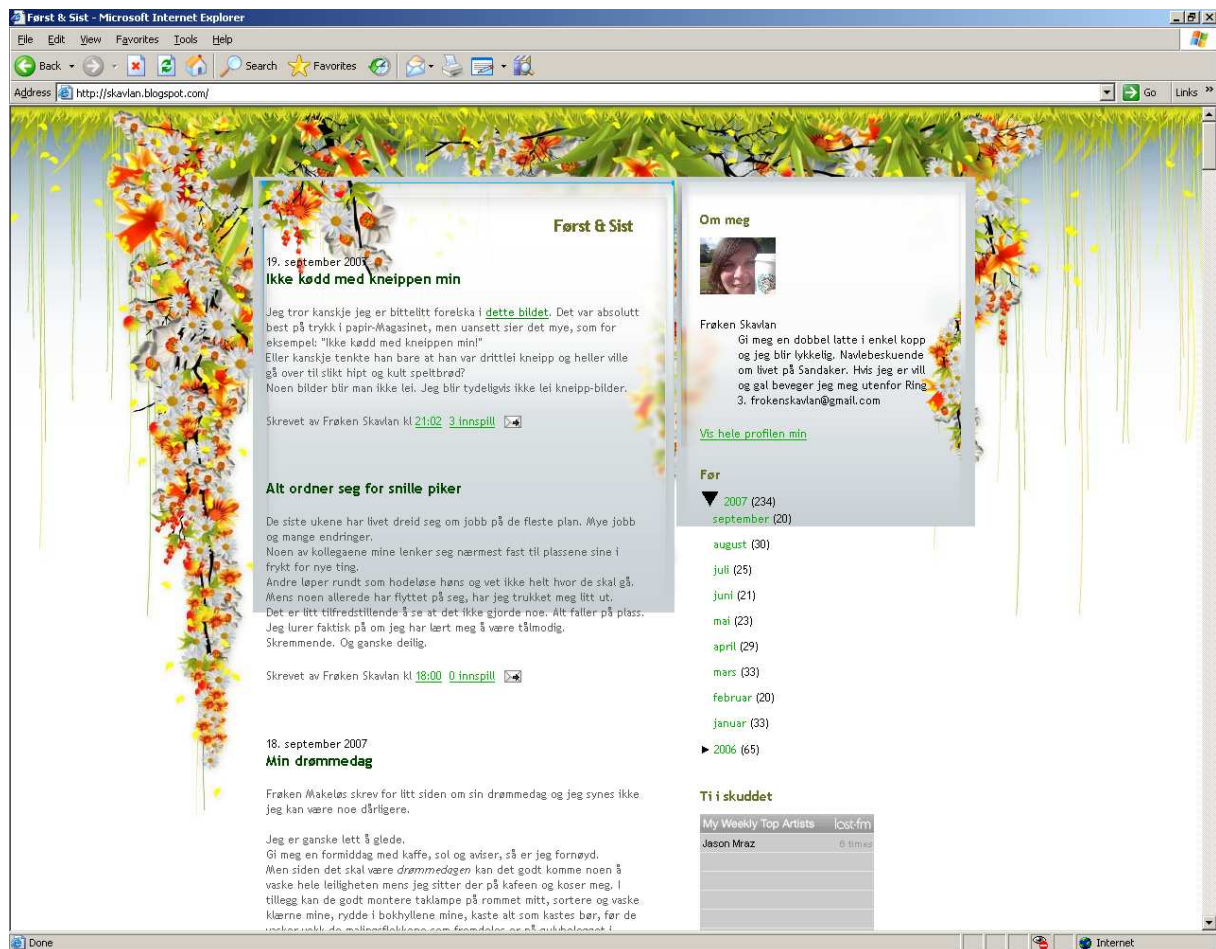 Først & Sist - Microsoft Internet Explorer
File Edit View Favorites Tools Help
Back Search Favorites
Address http://skavlan.blogspot.com/ Go Links »
Først & Sist
19. september 2007
Ikke kødd med kneippen min
Jeg tror kanskje jeg er bittelitt forelska i dette bildet. Det var absolutt
best på trykk i papir-Magasinet, men uansett sier det mye, som for
eksempel: "Ikke kødd med kneippen min!"
Eller kanskje tenkte han bare at han var drittlei kneipp og heller ville
gå over til slikt hipt og kult speltbrød?
Noen bilder blir man ikke lei. Jeg blir tydeligvis ikke lei kneipp-bilder.
Skrevet av Frøken Skavlan kl 21:02 3 innspill
Alt ordner seg for snille piker
De siste ukene har livet dreid seg om jobb på de fleste plan. Mye jobb
og mange endringer.
Noen av kollegaene mine lenker seg nærmest fast til plassene sine i
frykt for nye ting.
Andre løper rundt som hodeløse høns og vet ikke helt hvor de skal gå.
Mens noen allerede har flyttet på seg, har jeg trukket meg litt ut.
Det er litt tilfredstillende å se at det ikke gjorde noe. Alt faller på plass.
Jeg lurer faktisk på om jeg har lært meg å være tålmodig.
Skremmende. Og ganske deilig.
Skrevet av Frøken Skavlan kl 18:00 0 innspill
18. september 2007
Min drømmedag
Frøken Makeløs skrev for litt siden om sin drømmedag og jeg synes ikke
jeg kan være noe dårligere.
Jeg er ganske lett å glede.
Gi meg en formiddag med kaffe, sol og aviser, så er jeg fornøyd.
Men siden det skal være drømmedagen kan det godt komme noen å
vaske hele leiligheten mens jeg sitter der på kafeen og koser meg. I
tillegg kan de godt montere taklampe på rommet mitt, sortere og vaske
klærne mine, rydde i bokhyllene mine, kaste alt som kastes bør, før de
vasker vekk de malingsflekkene som fremdeles er på gulvbelegget i
Om meg
Frøken Skavlan
Gi meg en dobbel latte i enkel kopp
og jeg blir lykkelig. Navlebeskuende
om livet på Sandaker. Hvis jeg er vill
og gal beveger jeg meg utenfor Ring
3. frokenskavlan@gmail.com
Vis hele profilen min
Før
▼ 2007 (234)
september (20)
august (30)
juli (25)
juni (21)
mai (23)
april (29)
mars (33)
februar (20)
januar (33)
► 2006 (65)
Ti i skuddet
My Weekly Top Artists last.fm
Jason Mraz 6 times
Done Internet